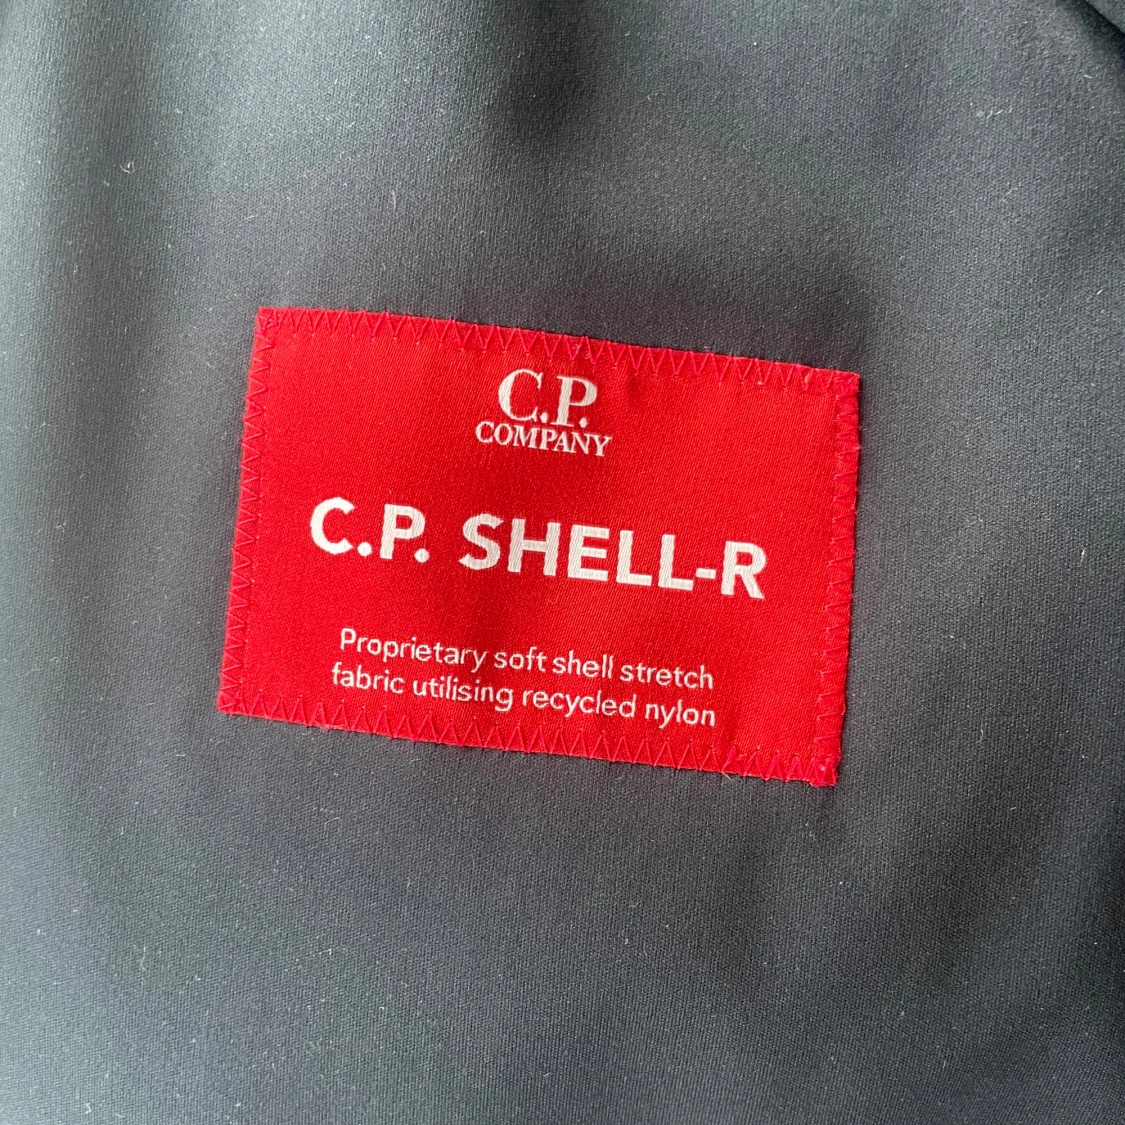 C.P.
COMPANY
C.P. SHELL-R
Proprietary soft shell stretch
fabric utilising recycled nylon